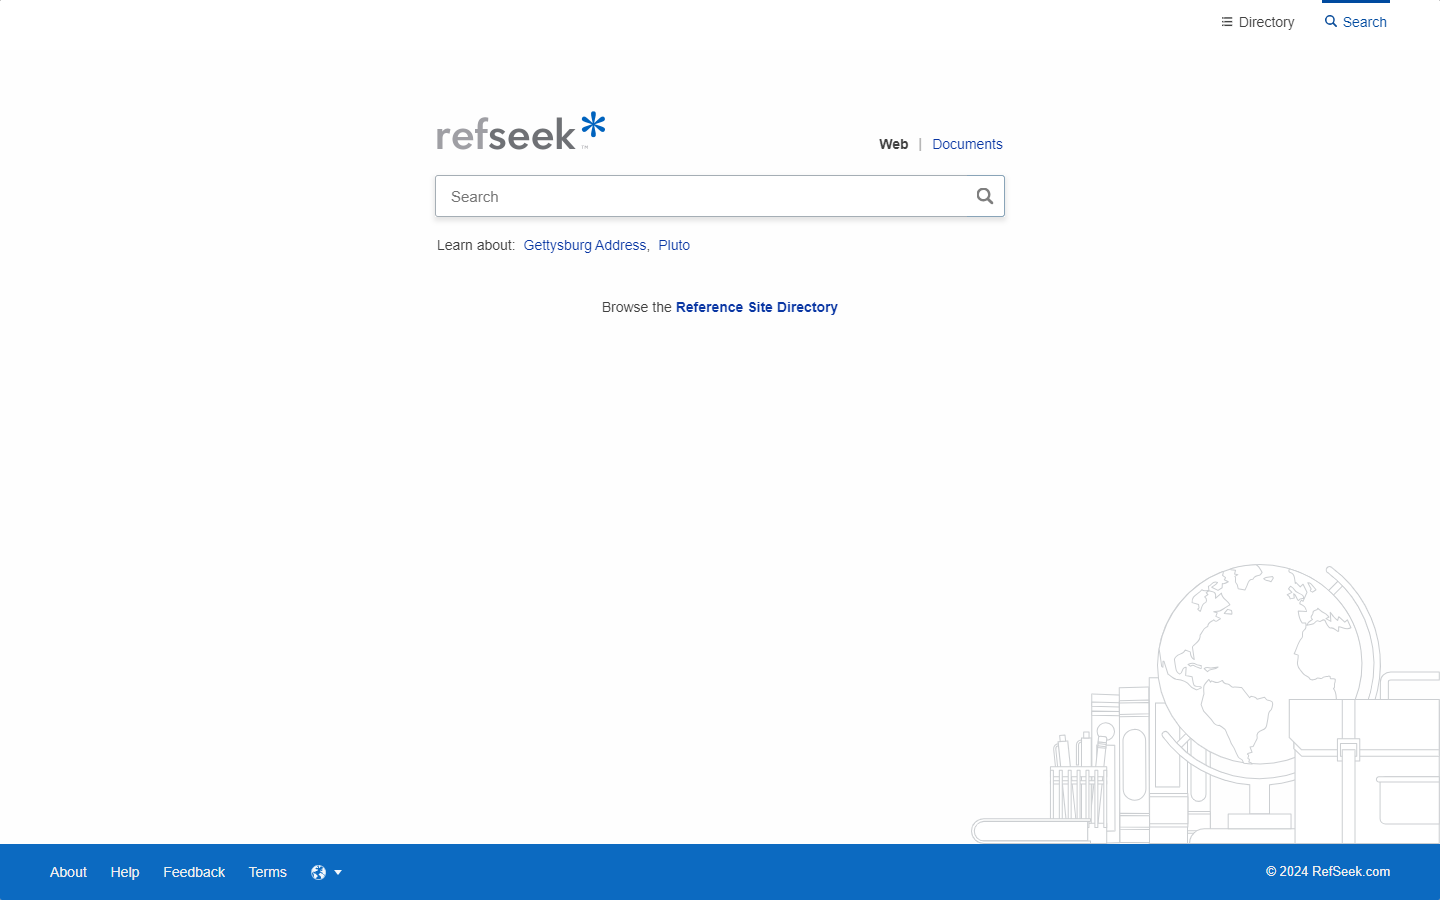 Directory Search
refseek*™
Web | Documents
Search
Learn about: Gettysburg Address, Pluto
Browse the Reference Site Directory
About Help Feedback Terms
© 2024 RefSeek.com